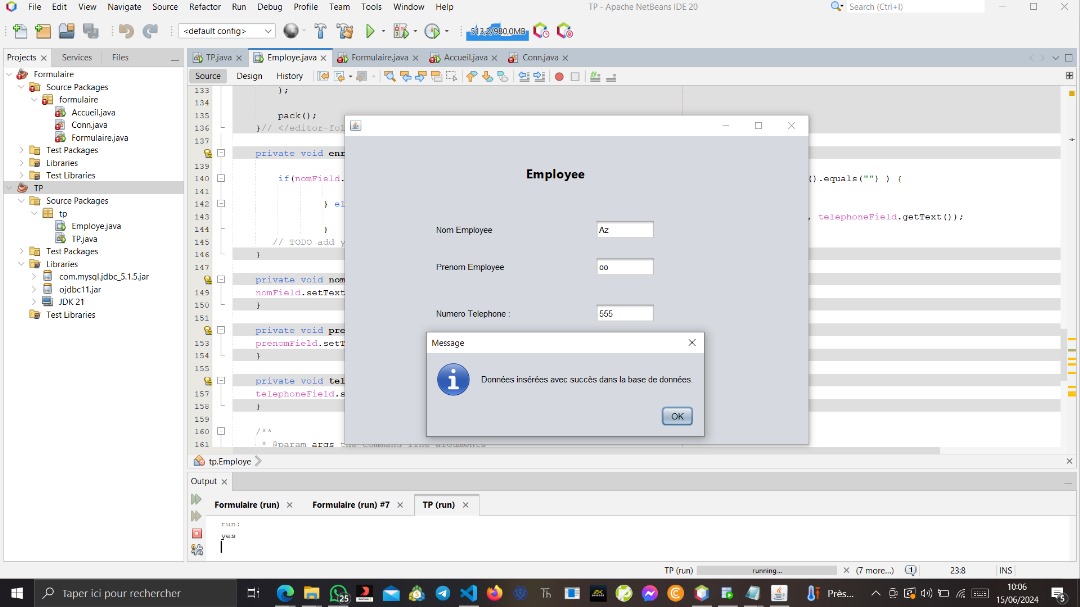 File Edit View Navigate Source Refactor Run Debug Profile Team Tools Window Help TP - Apache NetBeans IDE 20 Search (Ctrl+I)
<default config> 513,2/980,0MB
Projects Services Files
TP.java Employe.java Formulaire.java Accueil.java Conn.java
Source Design History
Formulaire
Source Packages
formulaire
Accueil.java
Conn.java
Formulaire.java
Test Packages
Libraries
Test Libraries
TP
Source Packages
tp
Employe.java
TP.java
Test Packages
Libraries
com.mysql.jdbc_5.1.5.jar
ojdbc11.jar
JDK 21
Test Libraries
133 };
134
135 pack();
136 }// </editor-fol
137
private void enr
139
140 if(nomField. ().equals("") ) {
141
142 } el
143 , telephoneField.getText());
144 }
145 // TODO add y
146 }
147
private void nom
149 nomField.setText
150 }
151
private void pre
153 prenomField.setT
154 }
155
private void tel
157 telephoneField.s
158 }
159
160 /**
161 * @param args the command line arguments
Employee
Nom Employee Az
Prenom Employee oo
Numero Telephone : 555
Message
Données insérées avec succès dans la base de données.
OK
tp.Employe
Output
Formulaire (run) Formulaire (run) #7 TP (run)
run:
yes
TP (run) running... (7 more...) 1 23:8 INS
Taper ici pour rechercher
25
Près...
10:06
15/06/2024
5